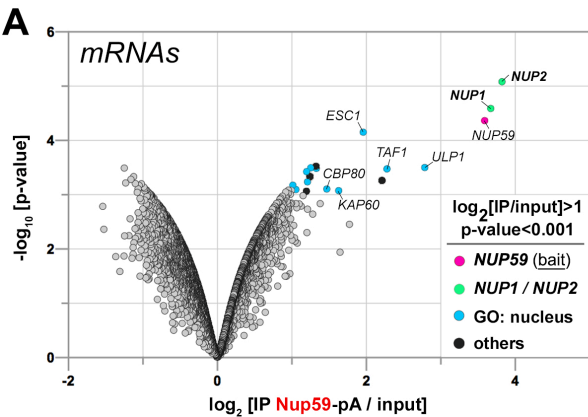 A
mRNAs
6
4
2
0
-2
0
2
4
-log10 [p-value]
log2 [IP Nup59-pA / input]
NUP2
NUP1
NUP59
ESC1
TAF1
ULP1
CBP80
KAP60
log2[IP/input]>1
p-value<0.001
NUP59 (bait)
NUP1 / NUP2
GO: nucleus
others